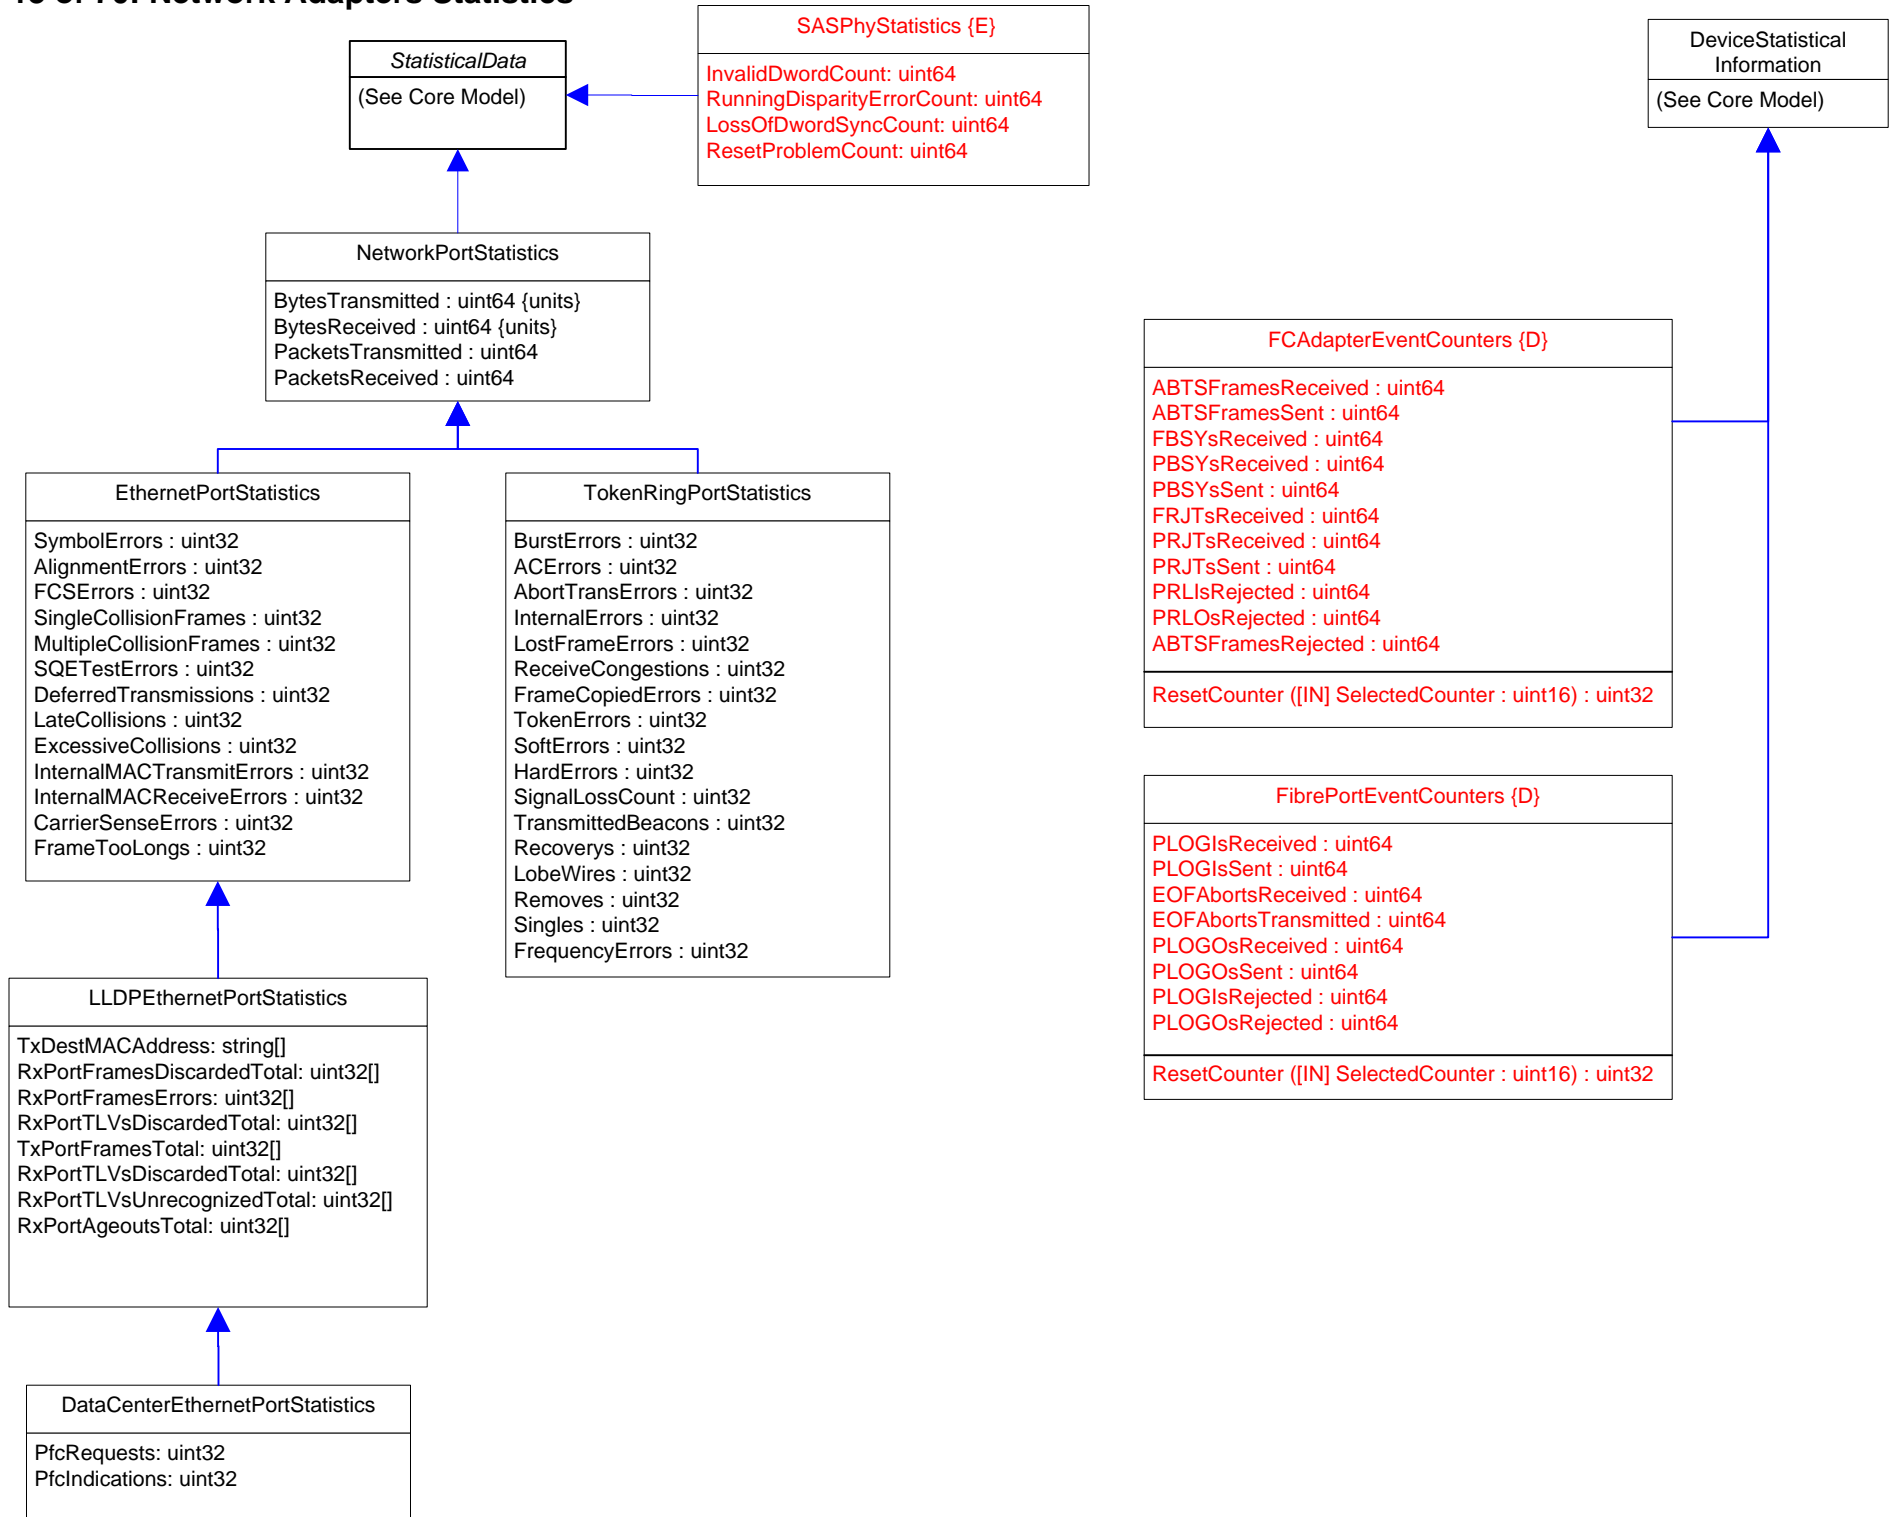 Network Adapters Statistics
StatisticalData
(See Core Model)
SASPhyStatistics {E}
InvalidDwordCount: uint64
RunningDisparityErrorCount: uint64
LossOfDwordSyncCount: uint64
ResetProblemCount: uint64
DeviceStatistical
Information
(See Core Model)
NetworkPortStatistics
BytesTransmitted : uint64 {units}
BytesReceived : uint64 {units}
PacketsTransmitted : uint64
PacketsReceived : uint64
EthernetPortStatistics
SymbolErrors : uint32
AlignmentErrors : uint32
FCSErrors : uint32
SingleCollisionFrames : uint32
MultipleCollisionFrames : uint32
SQETestErrors : uint32
DeferredTransmissions : uint32
LateCollisions : uint32
ExcessiveCollisions : uint32
InternalMACTransmitErrors : uint32
InternalMACReceiveErrors : uint32
CarrierSenseErrors : uint32
FrameTooLongs : uint32
TokenRingPortStatistics
BurstErrors : uint32
ACErrors : uint32
AbortTransErrors : uint32
InternalErrors : uint32
LostFrameErrors : uint32
ReceiveCongestions : uint32
FrameCopiedErrors : uint32
TokenErrors : uint32
SoftErrors : uint32
HardErrors : uint32
SignalLossCount : uint32
TransmittedBeacons : uint32
Recoverys : uint32
LobeWires : uint32
Removes : uint32
Singles : uint32
FrequencyErrors : uint32
FCAdapterEventCounters {D}
ABTSFramesReceived : uint64
ABTSFramesSent : uint64
FBSYsReceived : uint64
PBSYsReceived : uint64
PBSYsSent : uint64
FRJTsReceived : uint64
PRJTsReceived : uint64
PRJTsSent : uint64
PRLIsRejected : uint64
PRLOsRejected : uint64
ABTSFramesRejected : uint64
ResetCounter ([IN] SelectedCounter : uint16) : uint32
FibrePortEventCounters {D}
PLOGIsReceived : uint64
PLOGIsSent : uint64
EOFAbortsReceived : uint64
EOFAbortsTransmitted : uint64
PLOGOsReceived : uint64
PLOGOsSent : uint64
PLOGIsRejected : uint64
PLOGOsRejected : uint64
ResetCounter ([IN] SelectedCounter : uint16) : uint32
LLDPEthernetPortStatistics
TxDestMACAddress: string[]
RxPortFramesDiscardedTotal: uint32[]
RxPortFramesErrors: uint32[]
RxPortTLVsDiscardedTotal: uint32[]
TxPortFramesTotal: uint32[]
RxPortTLVsDiscardedTotal: uint32[]
RxPortTLVsUnrecognizedTotal: uint32[]
RxPortAgeoutsTotal: uint32[]
DataCenterEthernetPortStatistics
PfcRequests: uint32
PfcIndications: uint32